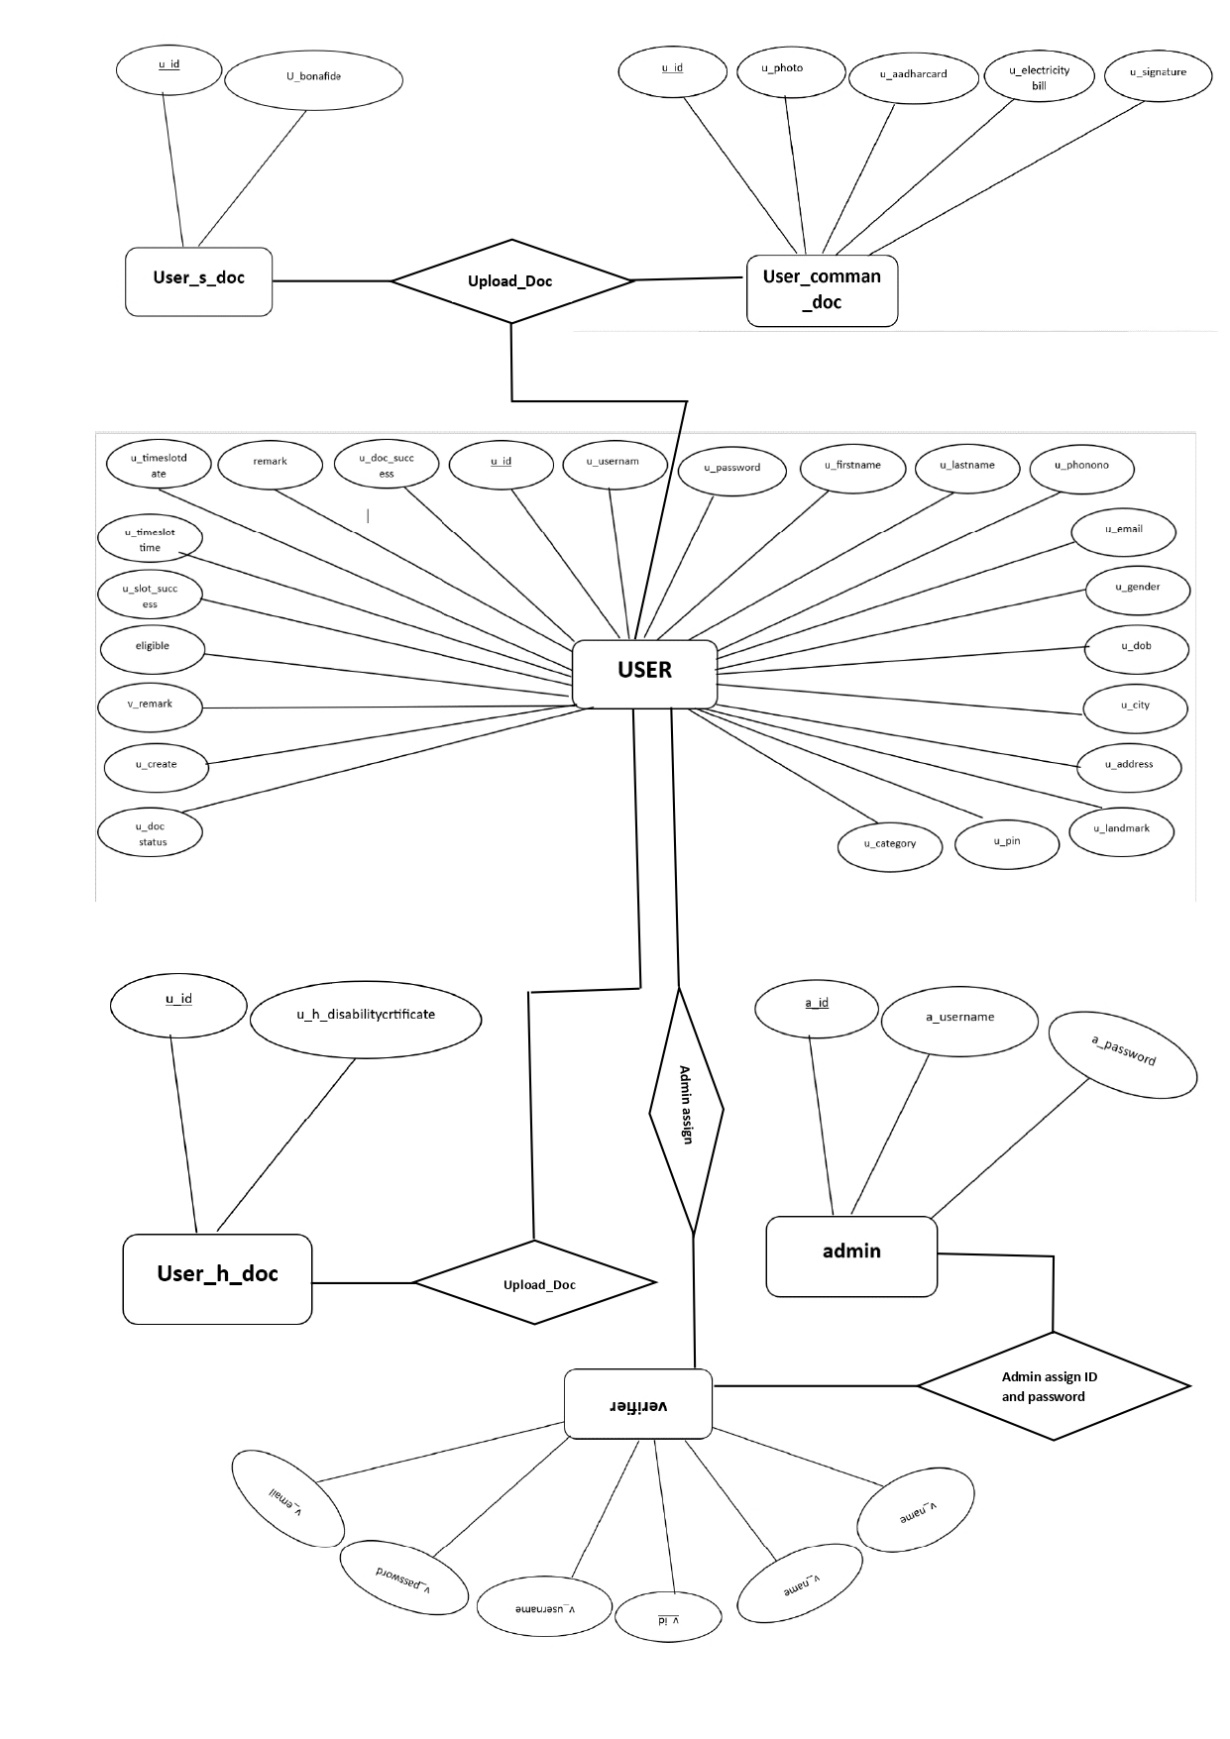 u_id
U_bonafide
u_id
u_photo
u_aadharcard
u_electricity
bill
u_signature
User_s_doc
Upload_Doc
User_comman
_doc
u_timeslotd
ate
remark
u_doc_succ
ess
u_id
u_usernam
u_password
u_firstname
u_lastname
u_phonono
u_timeslot
time
u_email
u_slot_succ
ess
u_gender
eligible
u_dob
USER
v_remark
u_city
u_create
u_address
u_doc
status
u_category
u_pin
u_landmark
u_id
u_h_disabilitycrtificate
a_id
a_username
a_password
Admin assign
User_h_doc
Upload_Doc
admin
Admin assign ID
and password
verifier
v_email
v_password
v_username
v_id
v_name
v_name